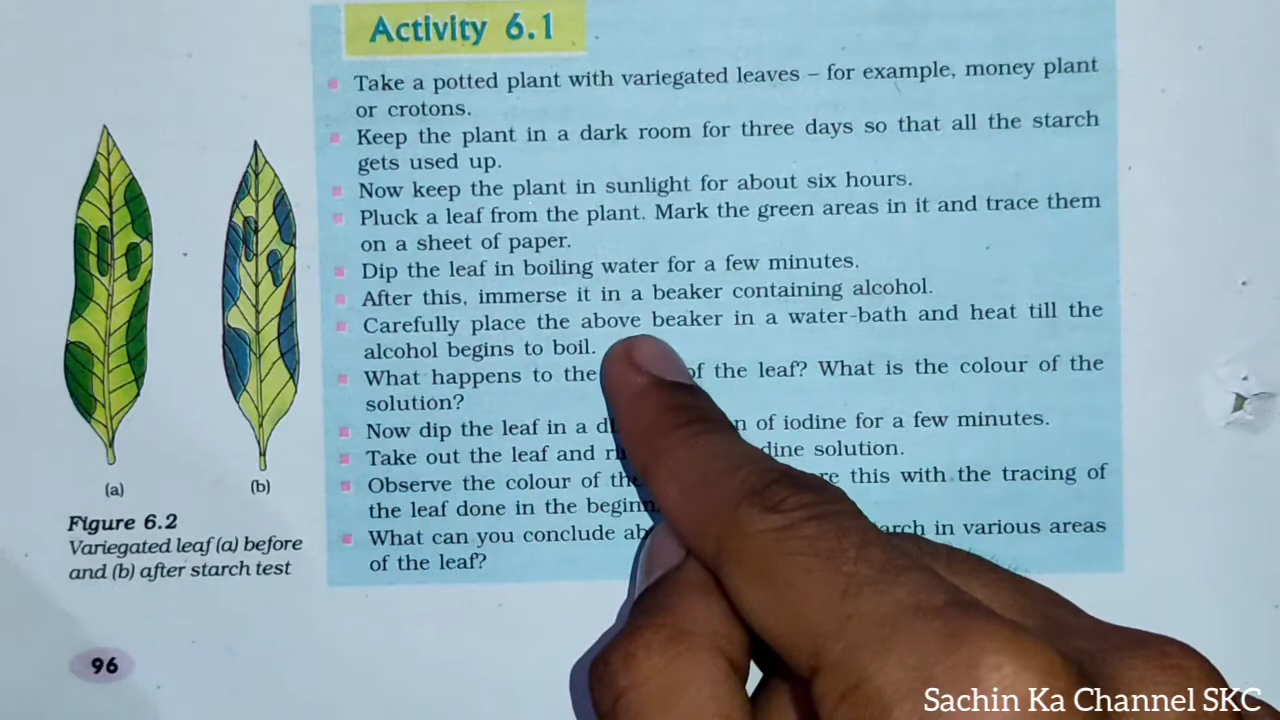 Activity 6.1
Take a potted plant with variegated leaves – for example, money plant
or crotons.
Keep the plant in a dark room for three days so that all the starch
gets used up.
Now keep the plant in sunlight for about six hours.
Pluck a leaf from the plant. Mark the green areas in it and trace them
on a sheet of paper.
Dip the leaf in boiling water for a few minutes.
After this, immerse it in a beaker containing alcohol.
Carefully place the above beaker in a water-bath and heat till the
alcohol begins to boil.
What happens to the of the leaf? What is the colour of the
solution?
Now dip the leaf in a of iodine for a few minutes.
Take out the leaf and solution.
Observe the colour of this with the tracing of
the leaf done in the
What can you conclude in various areas
of the leaf?
(a)
(b)
Figure 6.2
Variegated leaf (a) before
and (b) after starch test
96
Sachin Ka Channel SKC